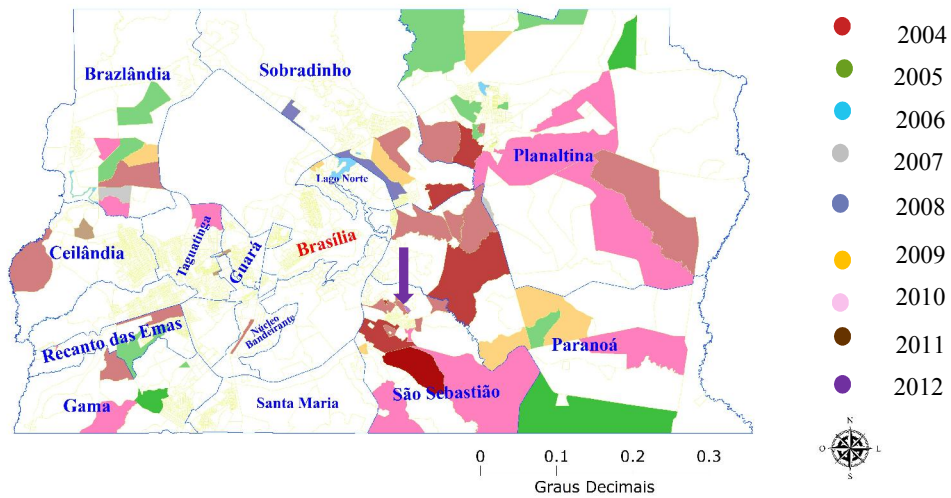 Brazlândia
Sobradinho
Planaltina
Lago Norte
Ceilândia
Taguatinga
Guará
Brasília
Recanto das Emas
Núcleo
Bandeirante
Paranoá
São Sebastião
Gama
Santa Maria
2004
2005
2006
2007
2008
2009
2010
2011
2012
N
O L
S
0 0.1 0.2 0.3
Graus Decimais